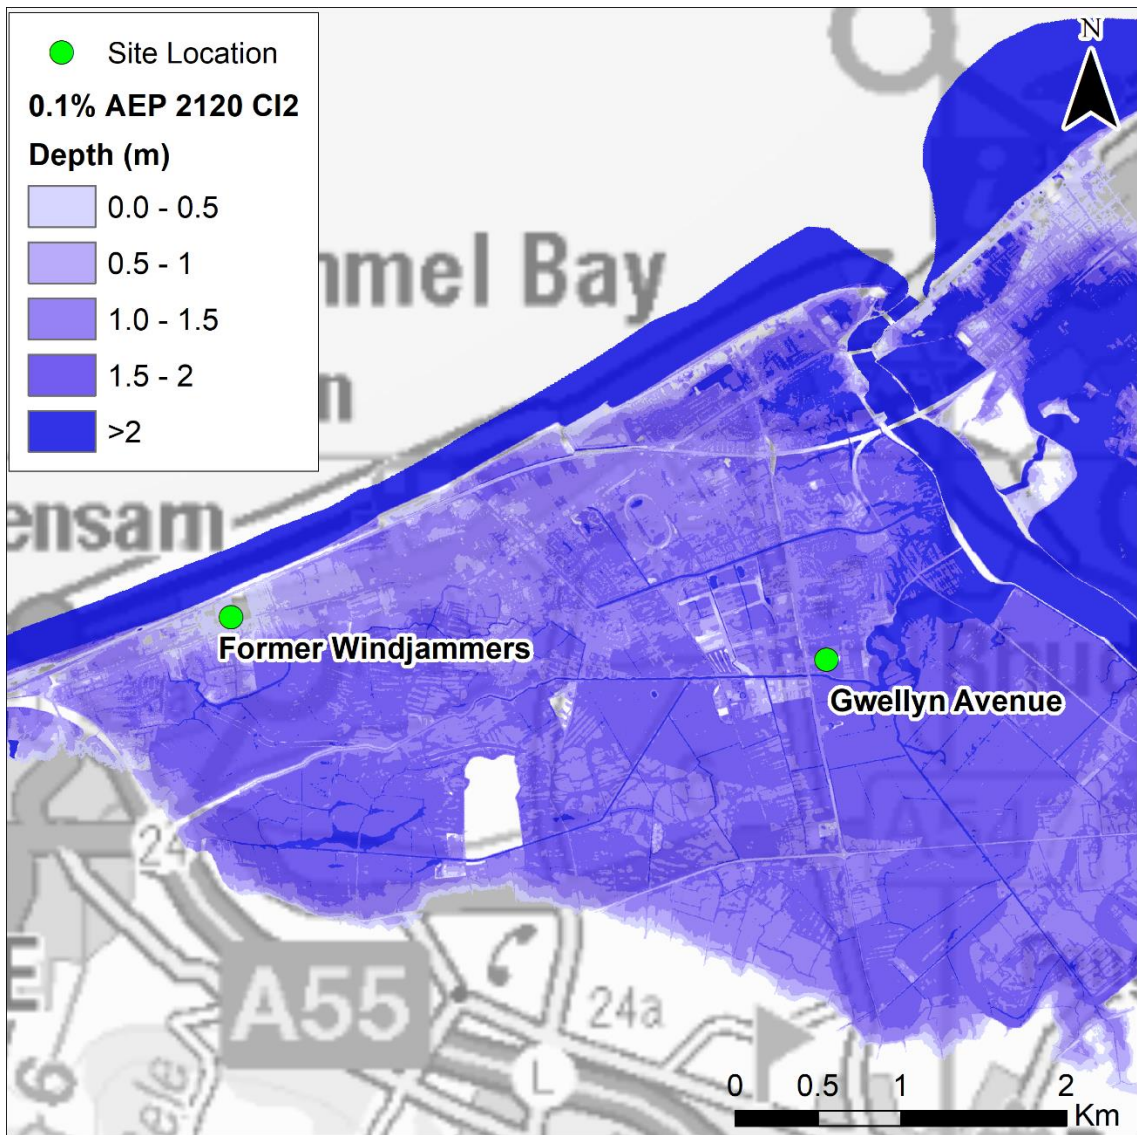 Site Location
0.1% AEP 2120 CI2
Depth (m)
0.0 - 0.5
0.5 - 1
1.0 - 1.5
1.5 - 2
>2
N
nmel Bay
n
ensam
Former Windjammers
Gwellyn Avenue
24
A55
24a
L
0 0.5 1 2
Km